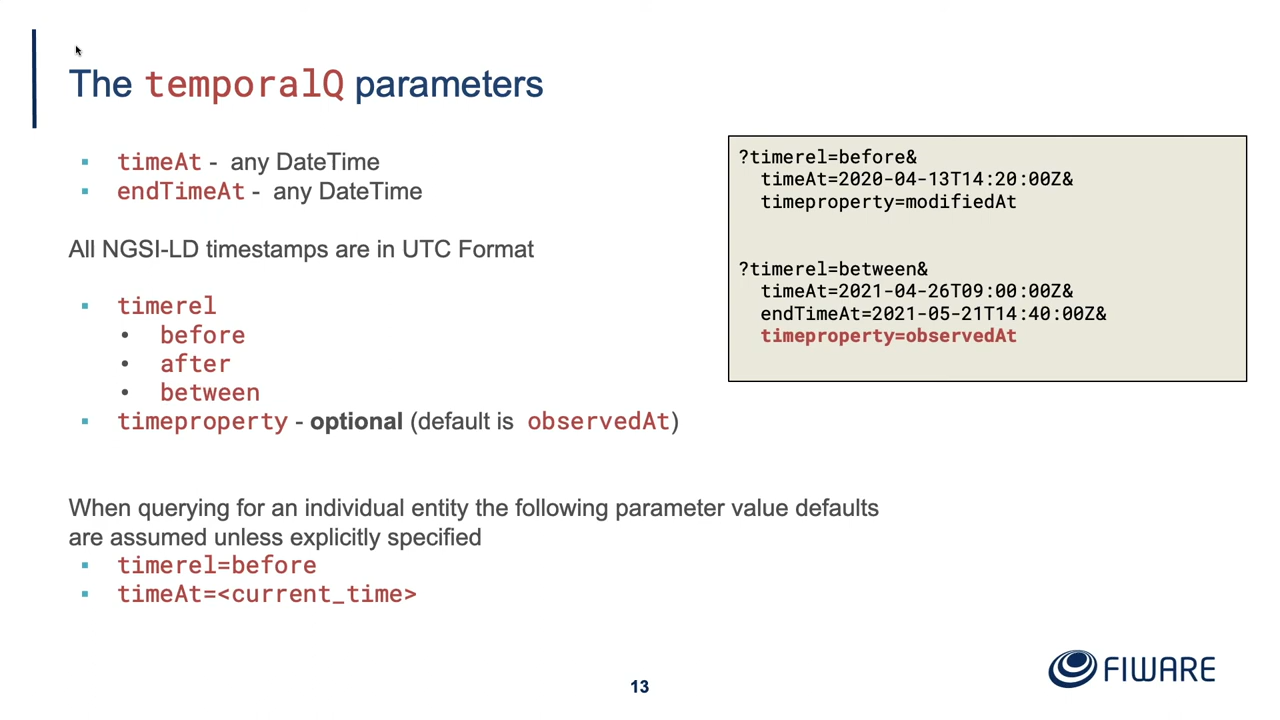 The temporalQ parameters
timeAt - any DateTime
endTimeAt - any DateTime
All NGSI-LD timestamps are in UTC Format
timerel
before
after
between
timeproperty - optional (default is observedAt)
When querying for an individual entity the following parameter value defaults
are assumed unless explicitly specified
timerel=before
timeAt=<current_time>
?timerel=before&
timeAt=2020-04-13T14:20:00Z&
timeproperty=modifiedAt
?timerel=between&
timeAt=2021-04-26T09:00:00Z&
endTimeAt=2021-05-21T14:40:00Z&
timeproperty=observedAt
13
FIWARE